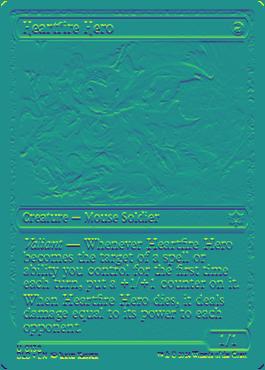 Heartfire Hero
Creature — Mouse Soldier
Valiant — Whenever Heartfire Hero
becomes the target of a spell or
ability you control for the first time
each turn, put a +1/+1 counter on it.
When Heartfire Hero dies, it deals
damage equal to its power to each
opponent.
1/1